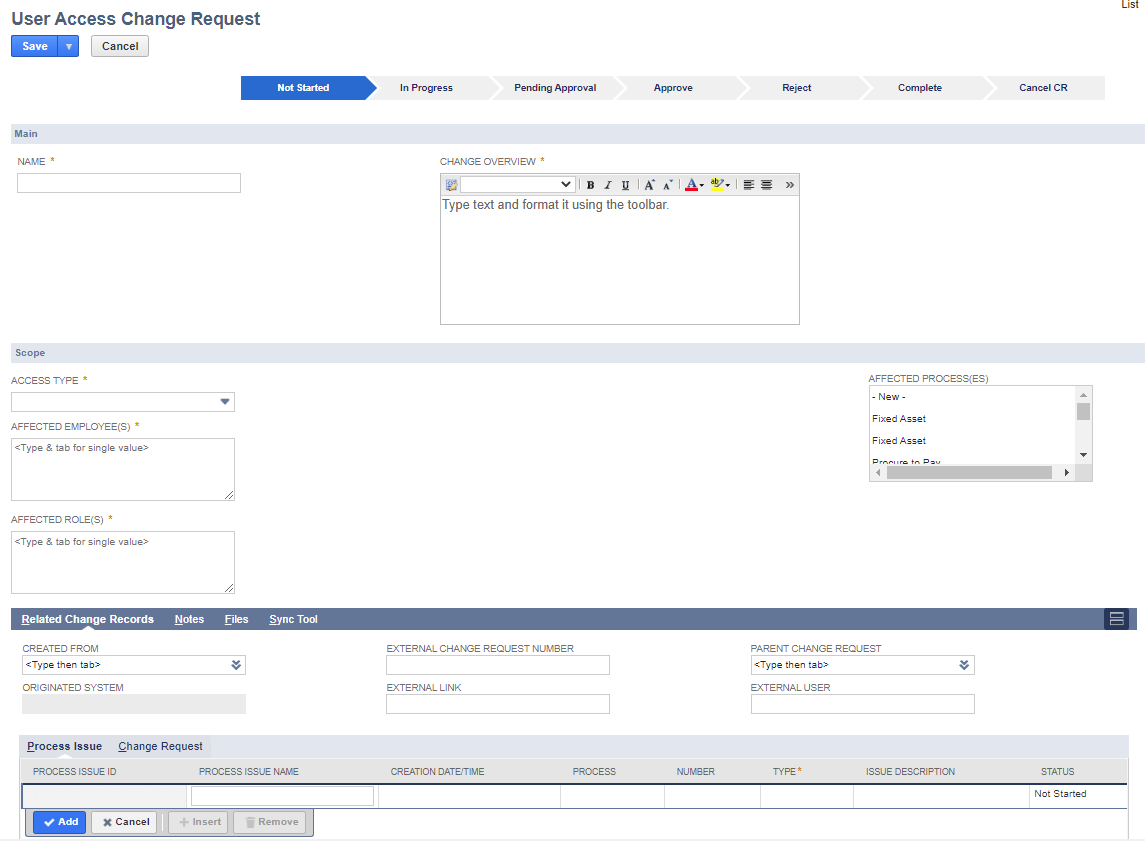 List
User Access Change Request
Save Cancel
Not Started In Progress Pending Approval Approve Reject Complete Cancel CR
Main
NAME * CHANGE OVERVIEW *
B I U A A A ab »
Type text and format it using the toolbar.
Scope
ACCESS TYPE * AFFECTED PROCESS(ES)
- New -
Fixed Asset
AFFECTED EMPLOYEE(S) *
<Type & tab for single value> Fixed Asset
Procure to Pay
AFFECTED ROLE(S) *
<Type & tab for single value>
Related Change Records Notes Files Sync Tool
CREATED FROM EXTERNAL CHANGE REQUEST NUMBER PARENT CHANGE REQUEST
<Type then tab> <Type then tab>
ORIGINATED SYSTEM EXTERNAL LINK EXTERNAL USER
Process Issue Change Request
PROCESS ISSUE ID PROCESS ISSUE NAME CREATION DATE/TIME PROCESS NUMBER TYPE* ISSUE DESCRIPTION STATUS
Not Started
Add Cancel Insert Remove